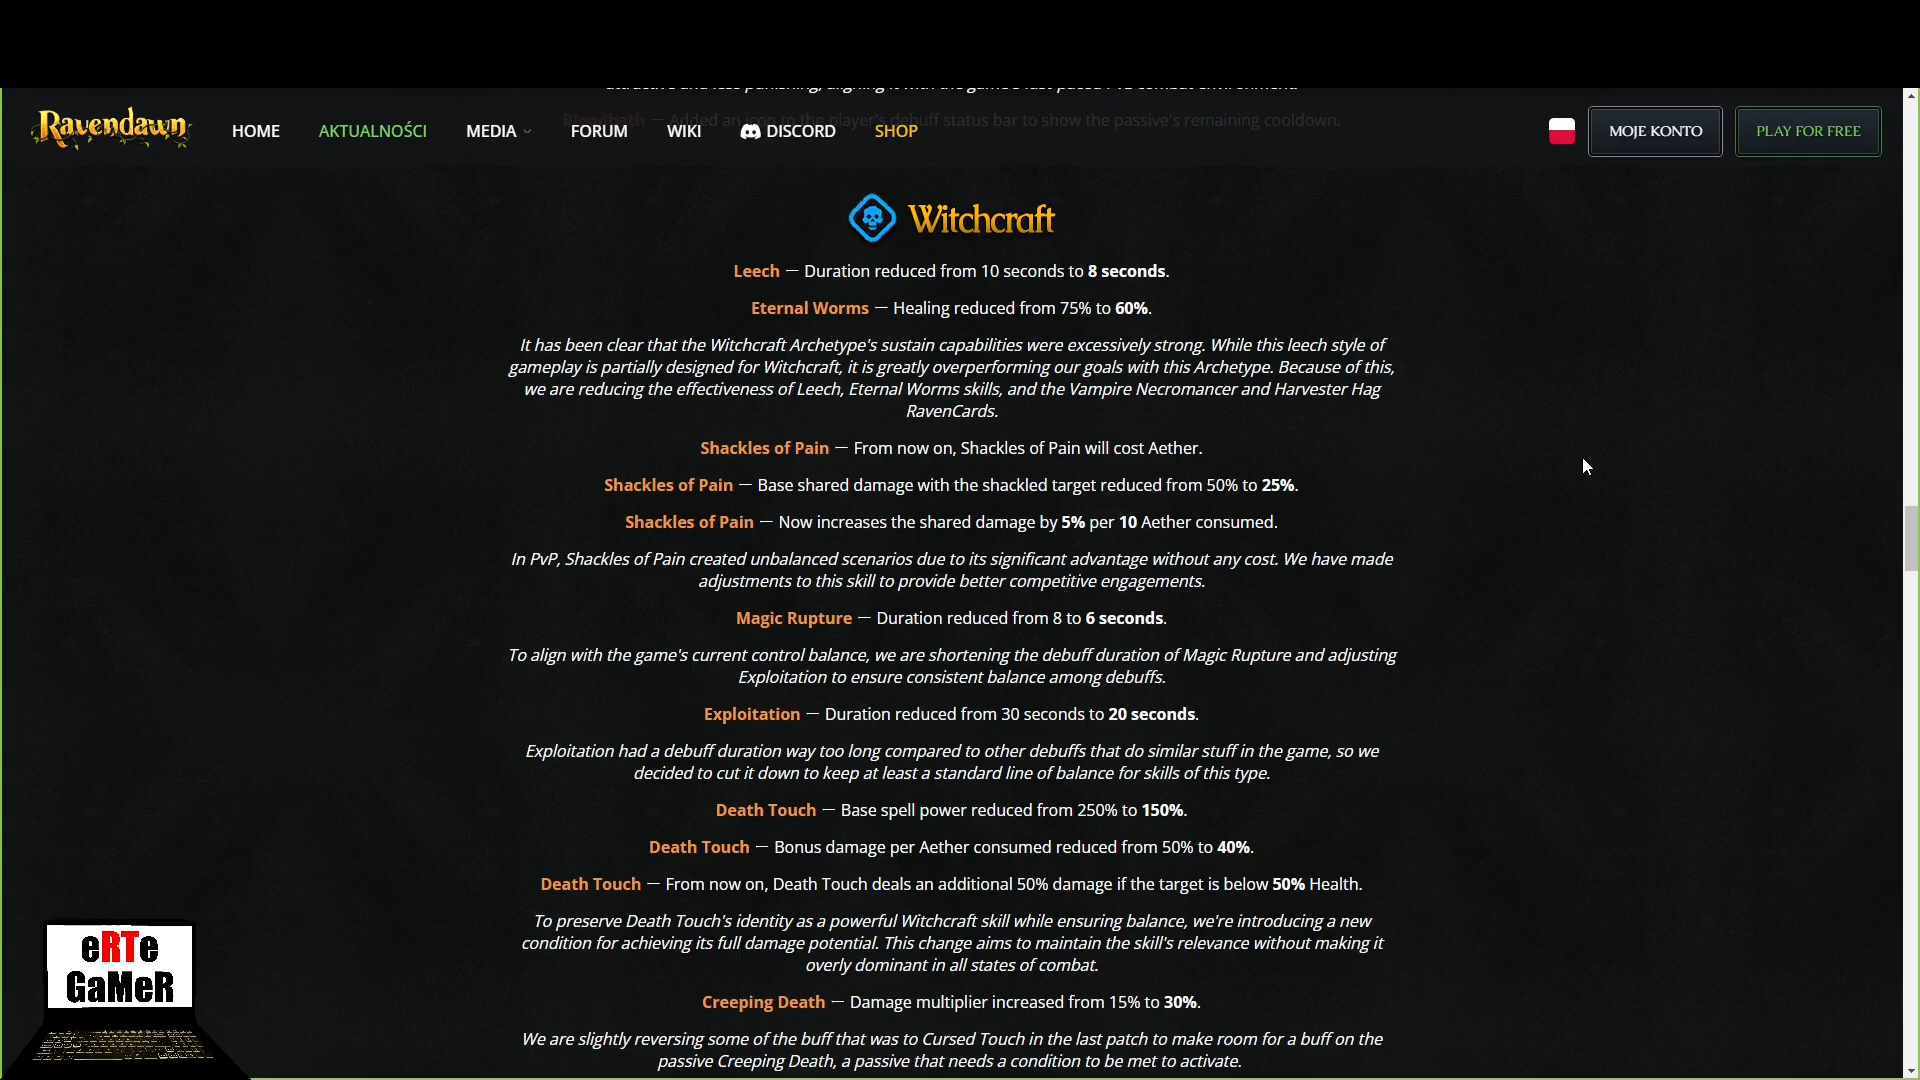 Bloodbath — Added an icon to the player's debuff status bar to show the passive's remaining cooldown.
Ravendawn
HOME AKTUALNOŚCI MEDIA FORUM WIKI DISCORD SHOP MOJE KONTO PLAY FOR FREE
Witchcraft
Leech — Duration reduced from 10 seconds to 8 seconds.
Eternal Worms — Healing reduced from 75% to 60%.
It has been clear that the Witchcraft Archetype's sustain capabilities were excessively strong. While this leech style of
gameplay is partially designed for Witchcraft, it is greatly overperforming our goals with this Archetype. Because of this,
we are reducing the effectiveness of Leech, Eternal Worms skills, and the Vampire Necromancer and Harvester Hag
RavenCards.
Shackles of Pain — From now on, Shackles of Pain will cost Aether.
Shackles of Pain — Base shared damage with the shackled target reduced from 50% to 25%.
Shackles of Pain — Now increases the shared damage by 5% per 10 Aether consumed.
In PvP, Shackles of Pain created unbalanced scenarios due to its significant advantage without any cost. We have made
adjustments to this skill to provide better competitive engagements.
Magic Rupture — Duration reduced from 8 to 6 seconds.
To align with the game's current control balance, we are shortening the debuff duration of Magic Rupture and adjusting
Exploitation to ensure consistent balance among debuffs.
Exploitation — Duration reduced from 30 seconds to 20 seconds.
Exploitation had a debuff duration way too long compared to other debuffs that do similar stuff in the game, so we
decided to cut it down to keep at least a standard line of balance for skills of this type.
Death Touch — Base spell power reduced from 250% to 150%.
Death Touch — Bonus damage per Aether consumed reduced from 50% to 40%.
Death Touch — From now on, Death Touch deals an additional 50% damage if the target is below 50% Health.
To preserve Death Touch's identity as a powerful Witchcraft skill while ensuring balance, we're introducing a new
condition for achieving its full damage potential. This change aims to maintain the skill's relevance without making it
overly dominant in all states of combat.
Creeping Death — Damage multiplier increased from 15% to 30%.
We are slightly reversing some of the buff that was to Cursed Touch in the last patch to make room for a buff on the
passive Creeping Death, a passive that needs a condition to be met to activate.
eRTe
GaMeR